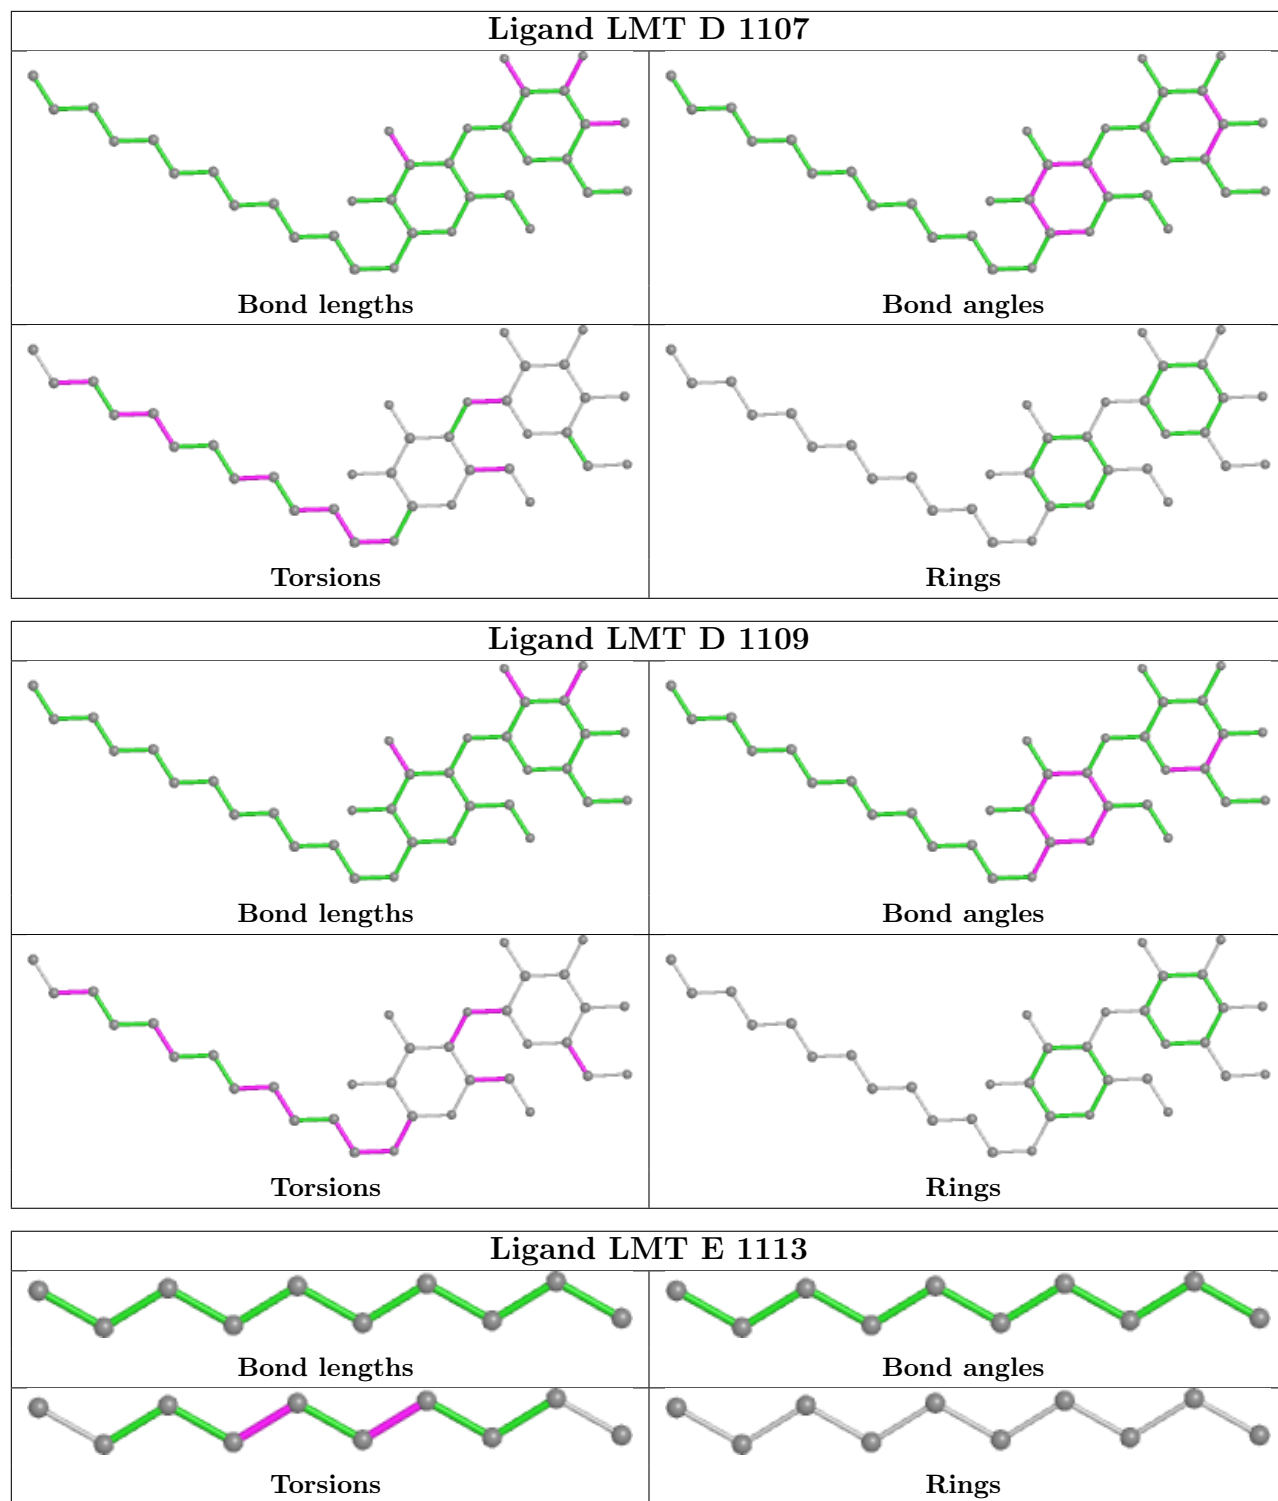 Ligand LMT D 1107
Bond lengths
Bond angles
Torsions
Rings
Ligand LMT D 1109
Bond lengths
Bond angles
Torsions
Rings
Ligand LMT E 1113
Bond lengths
Bond angles
Torsions
Rings